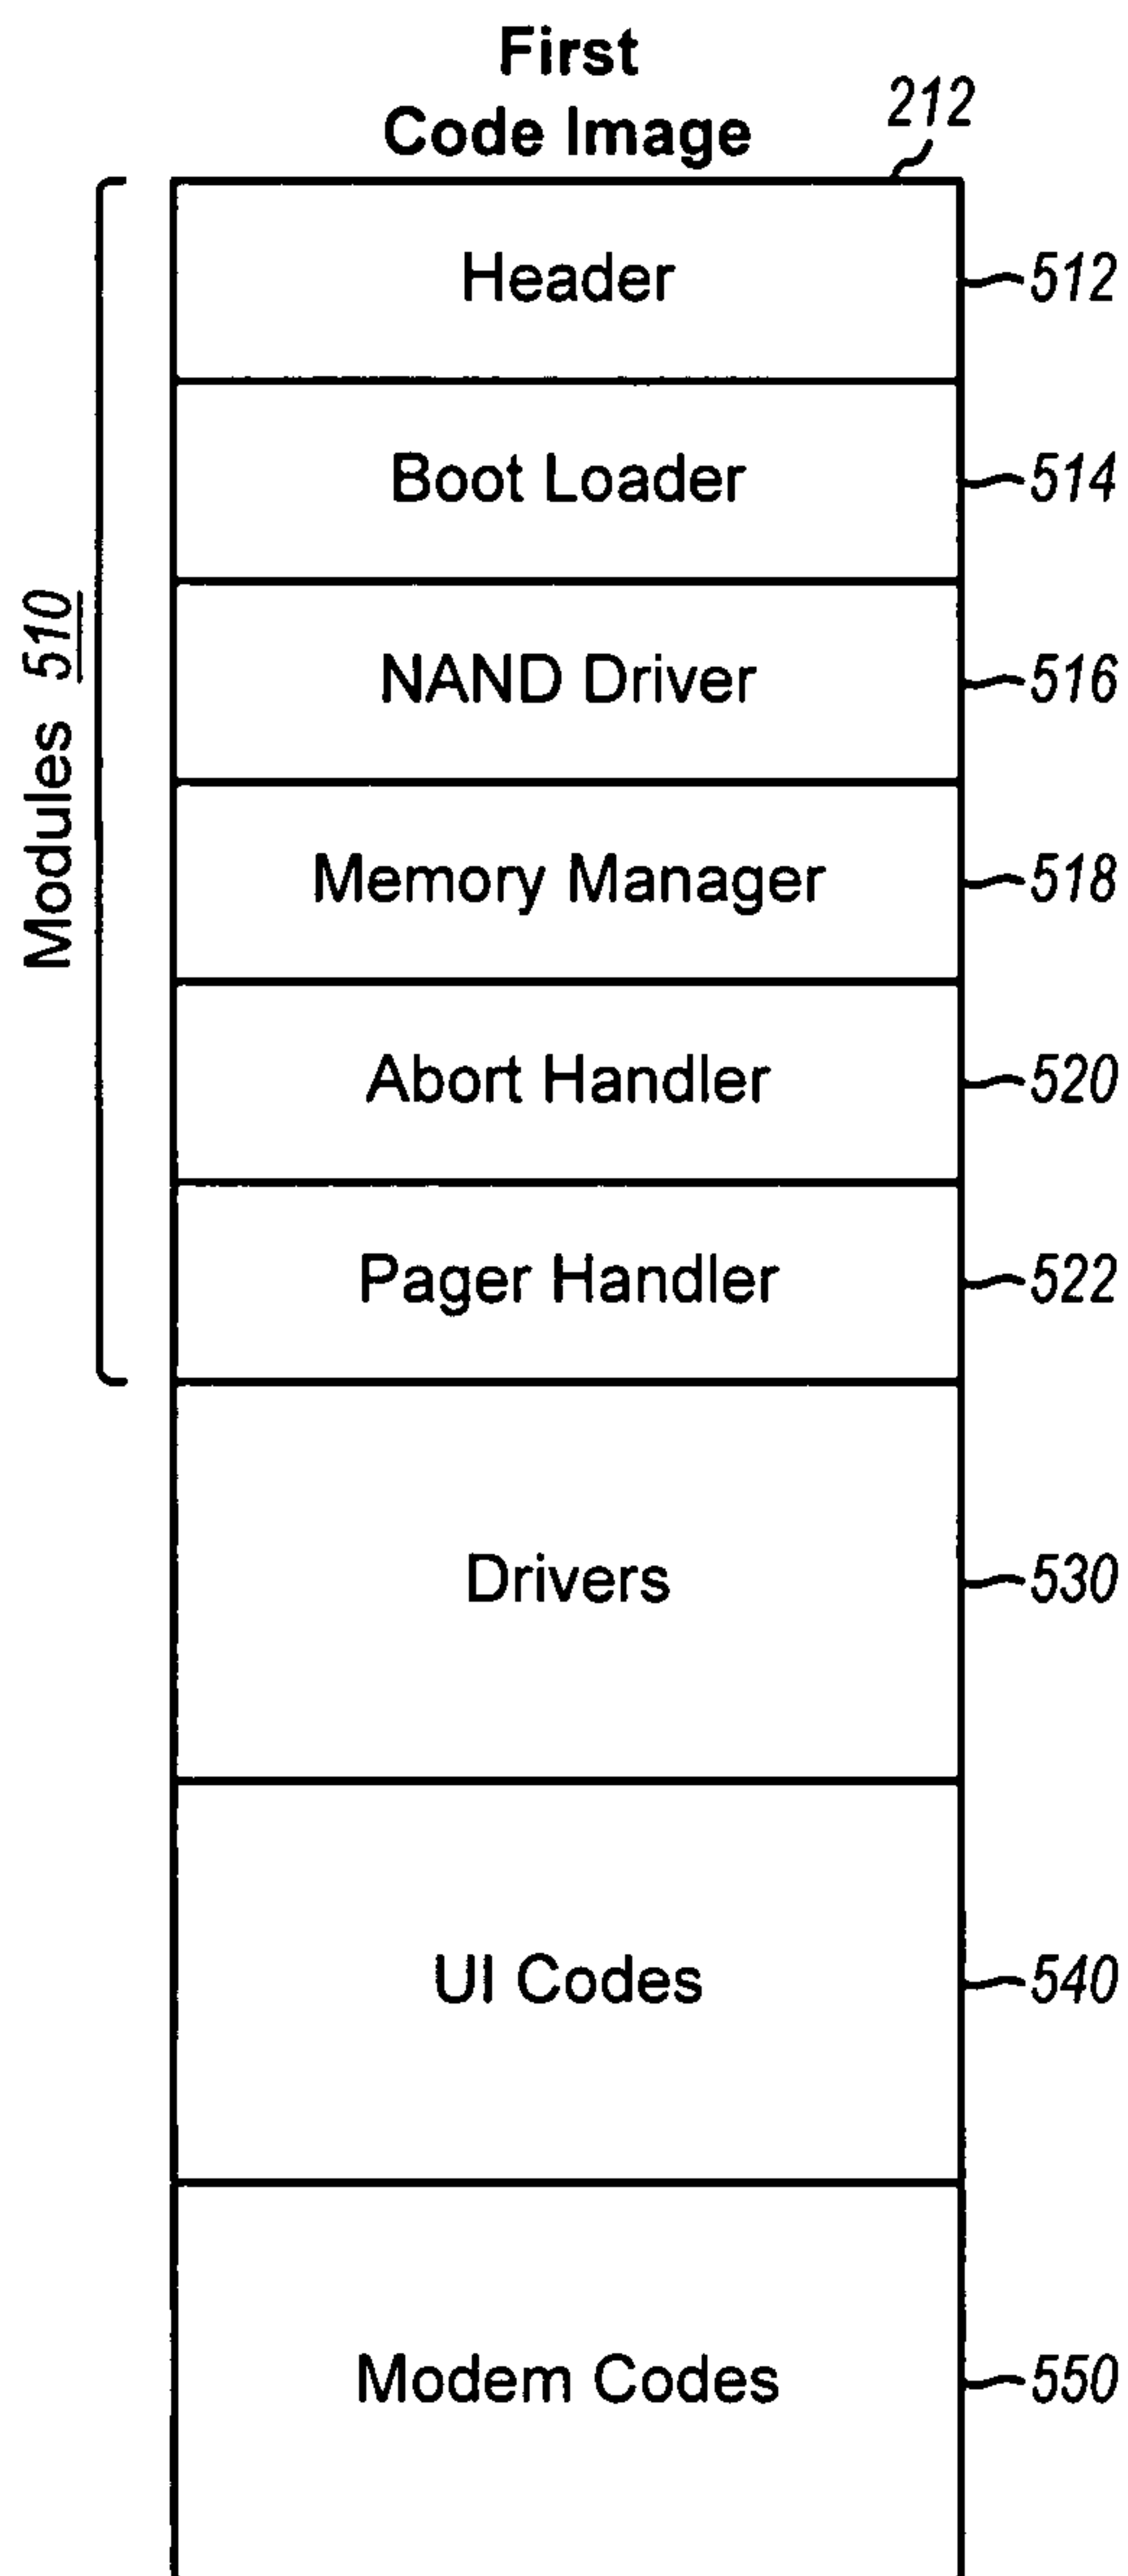 First
Code Image
212
Modules 510
Header
512
Boot Loader
514
NAND Driver
516
Memory Manager
518
Abort Handler
520
Pager Handler
522
Drivers
530
UI Codes
540
Modem Codes
550